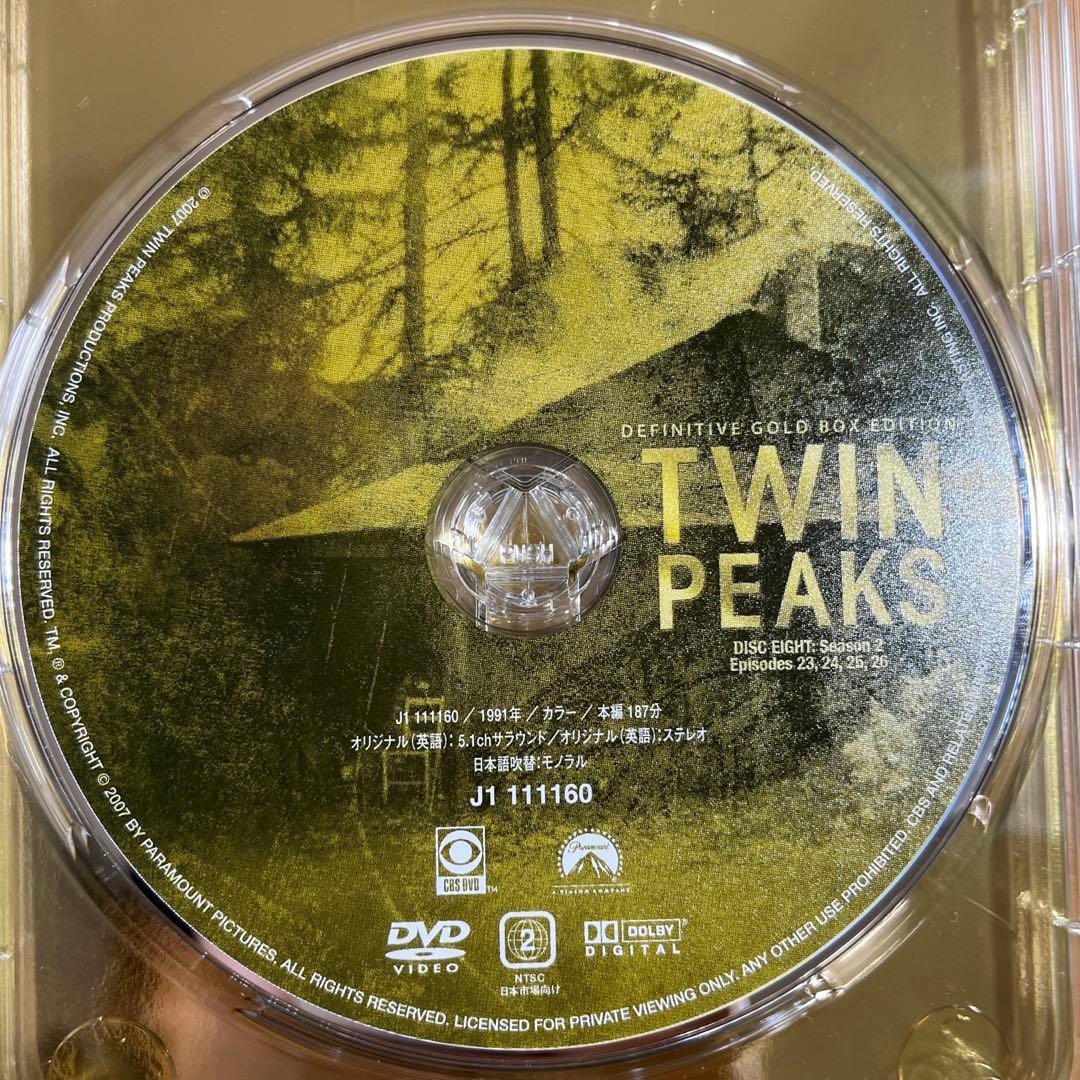 DEFINITIVE GOLD BOX EDITION
TWIN
PEAKS
DISC EIGHT: Season 2
Episodes 23, 24, 25, 26
J1 111160 / 1991年 / カラー / 本編 187分
オリジナル(英語): 5.1chサラウンド/オリジナル(英語):ステレオ
日本語吹替:モノラル
J1 111160
CBS DVD TM
Paramount
A VIACOM COMPANY
DVD
VIDEO
2
NTSC
日本市場向け
DOLBY
DIGITAL
© 2007 TWIN PEAKS PRODUCTIONS, INC. ALL RIGHTS RESERVED. TM, ® & COPYRIGHT © 2007 BY PARAMOUNT PICTURES. ALL RIGHTS RESERVED. LICENSED FOR PRIVATE VIEWING ONLY. ANY OTHER USE PROHIBITED. CBS AND RELATED INC. ALL RIGHTS RESERVED